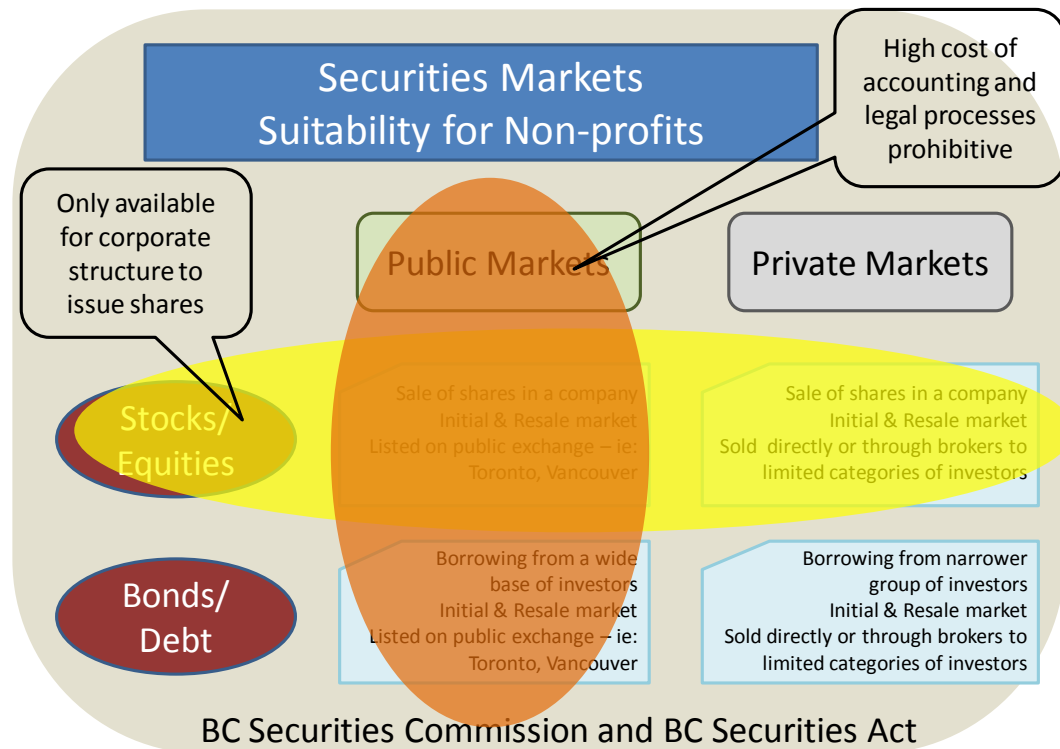 Securities Markets
Suitability for Non-profits
High cost of
accounting and
legal processes
prohibitive
Only available
for corporate
structure to
issue shares
Public Markets
Private Markets
Stocks/
Equities
Sale of shares in a company
Initial & Resale market
Listed on public exchange – ie:
Toronto, Vancouver
Sale of shares in a company
Initial & Resale market
Sold directly or through brokers to
limited categories of investors
Bonds/
Debt
Borrowing from a wide
base of investors
Initial & Resale market
Listed on public exchange – ie:
Toronto, Vancouver
Borrowing from narrower
group of investors
Initial & Resale market
Sold directly or through brokers to
limited categories of investors
BC Securities Commission and BC Securities Act